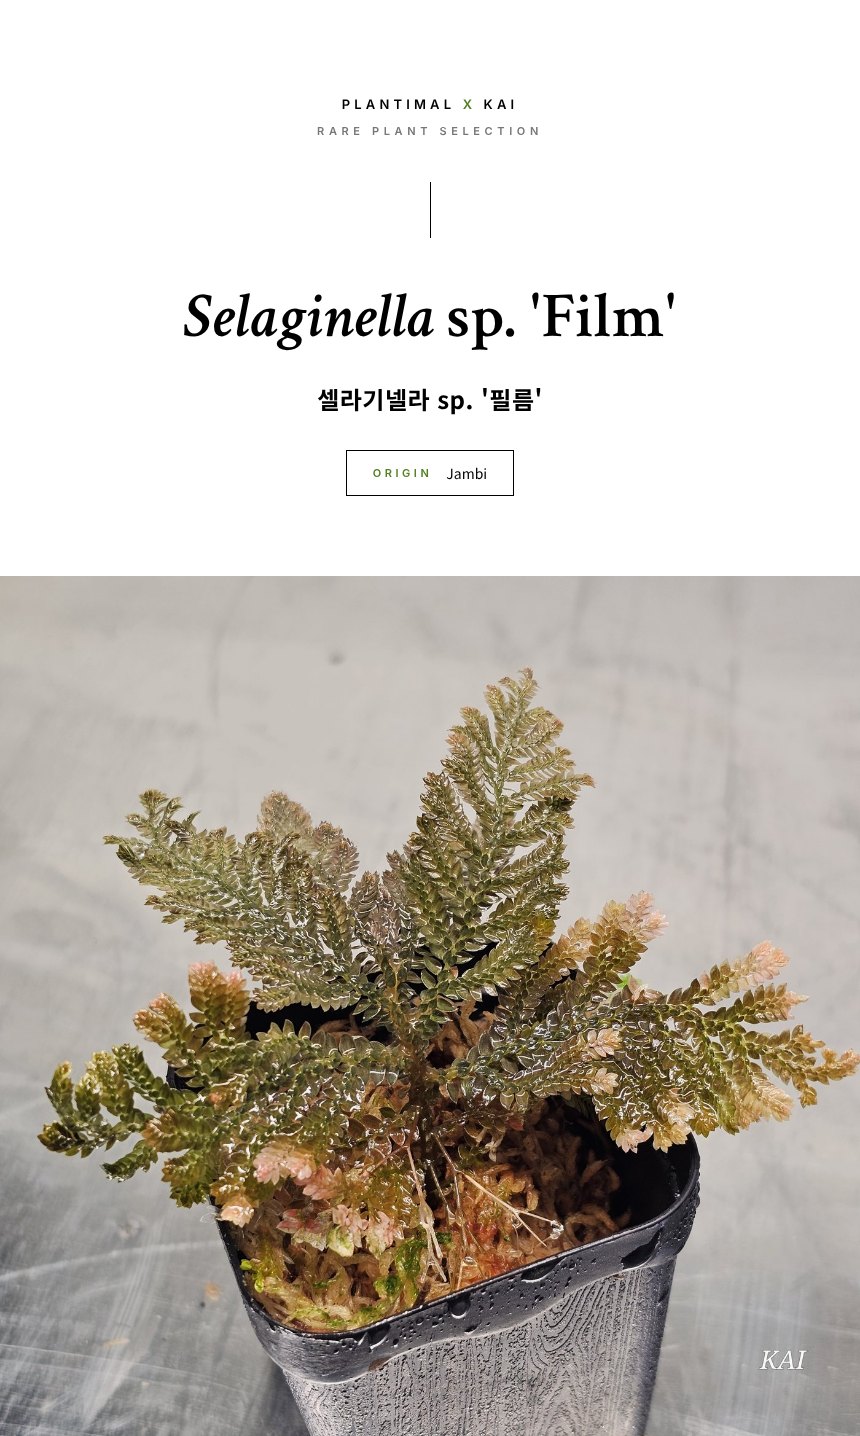 PLANTIMAL X KAI
RARE PLANT SELECTION
Selaginella sp. 'Film'
셀라기넬라 sp. '필름'
ORIGIN Jambi
KAI